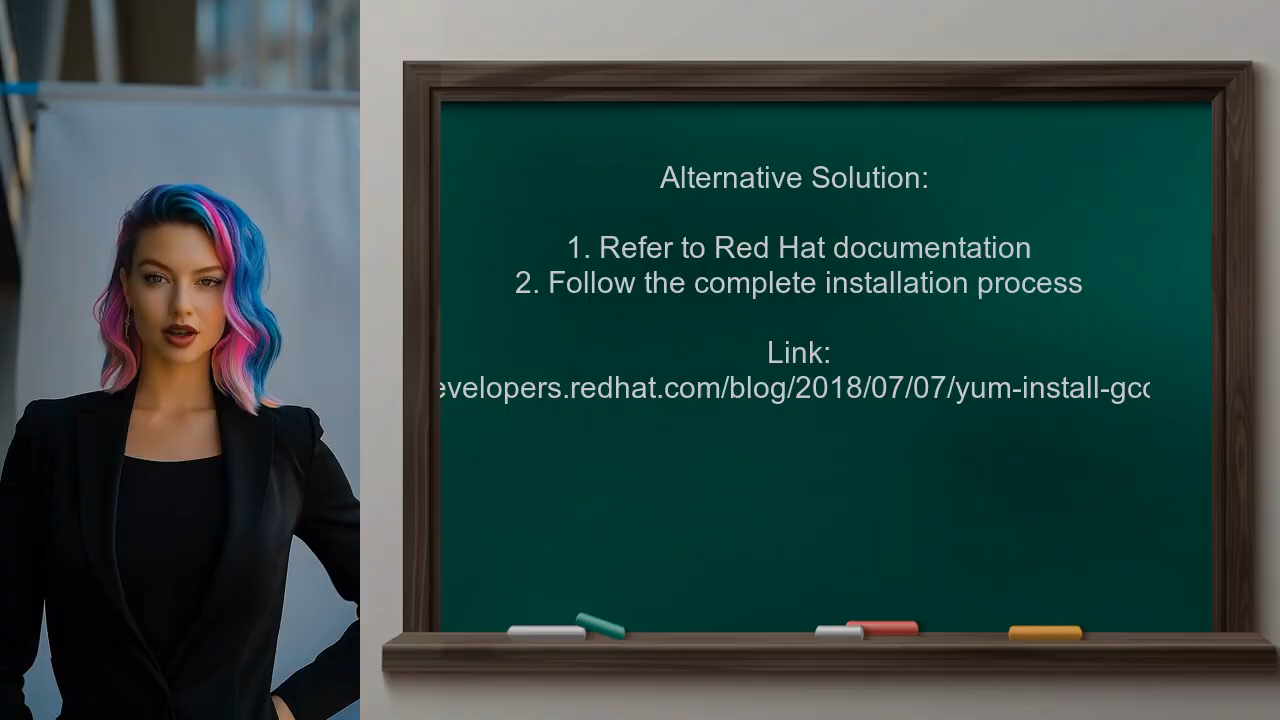 Alternative Solution:
1. Refer to Red Hat documentation
2. Follow the complete installation process
Link:
evelopers.redhat.com/blog/2018/07/07/yum-install-gcc